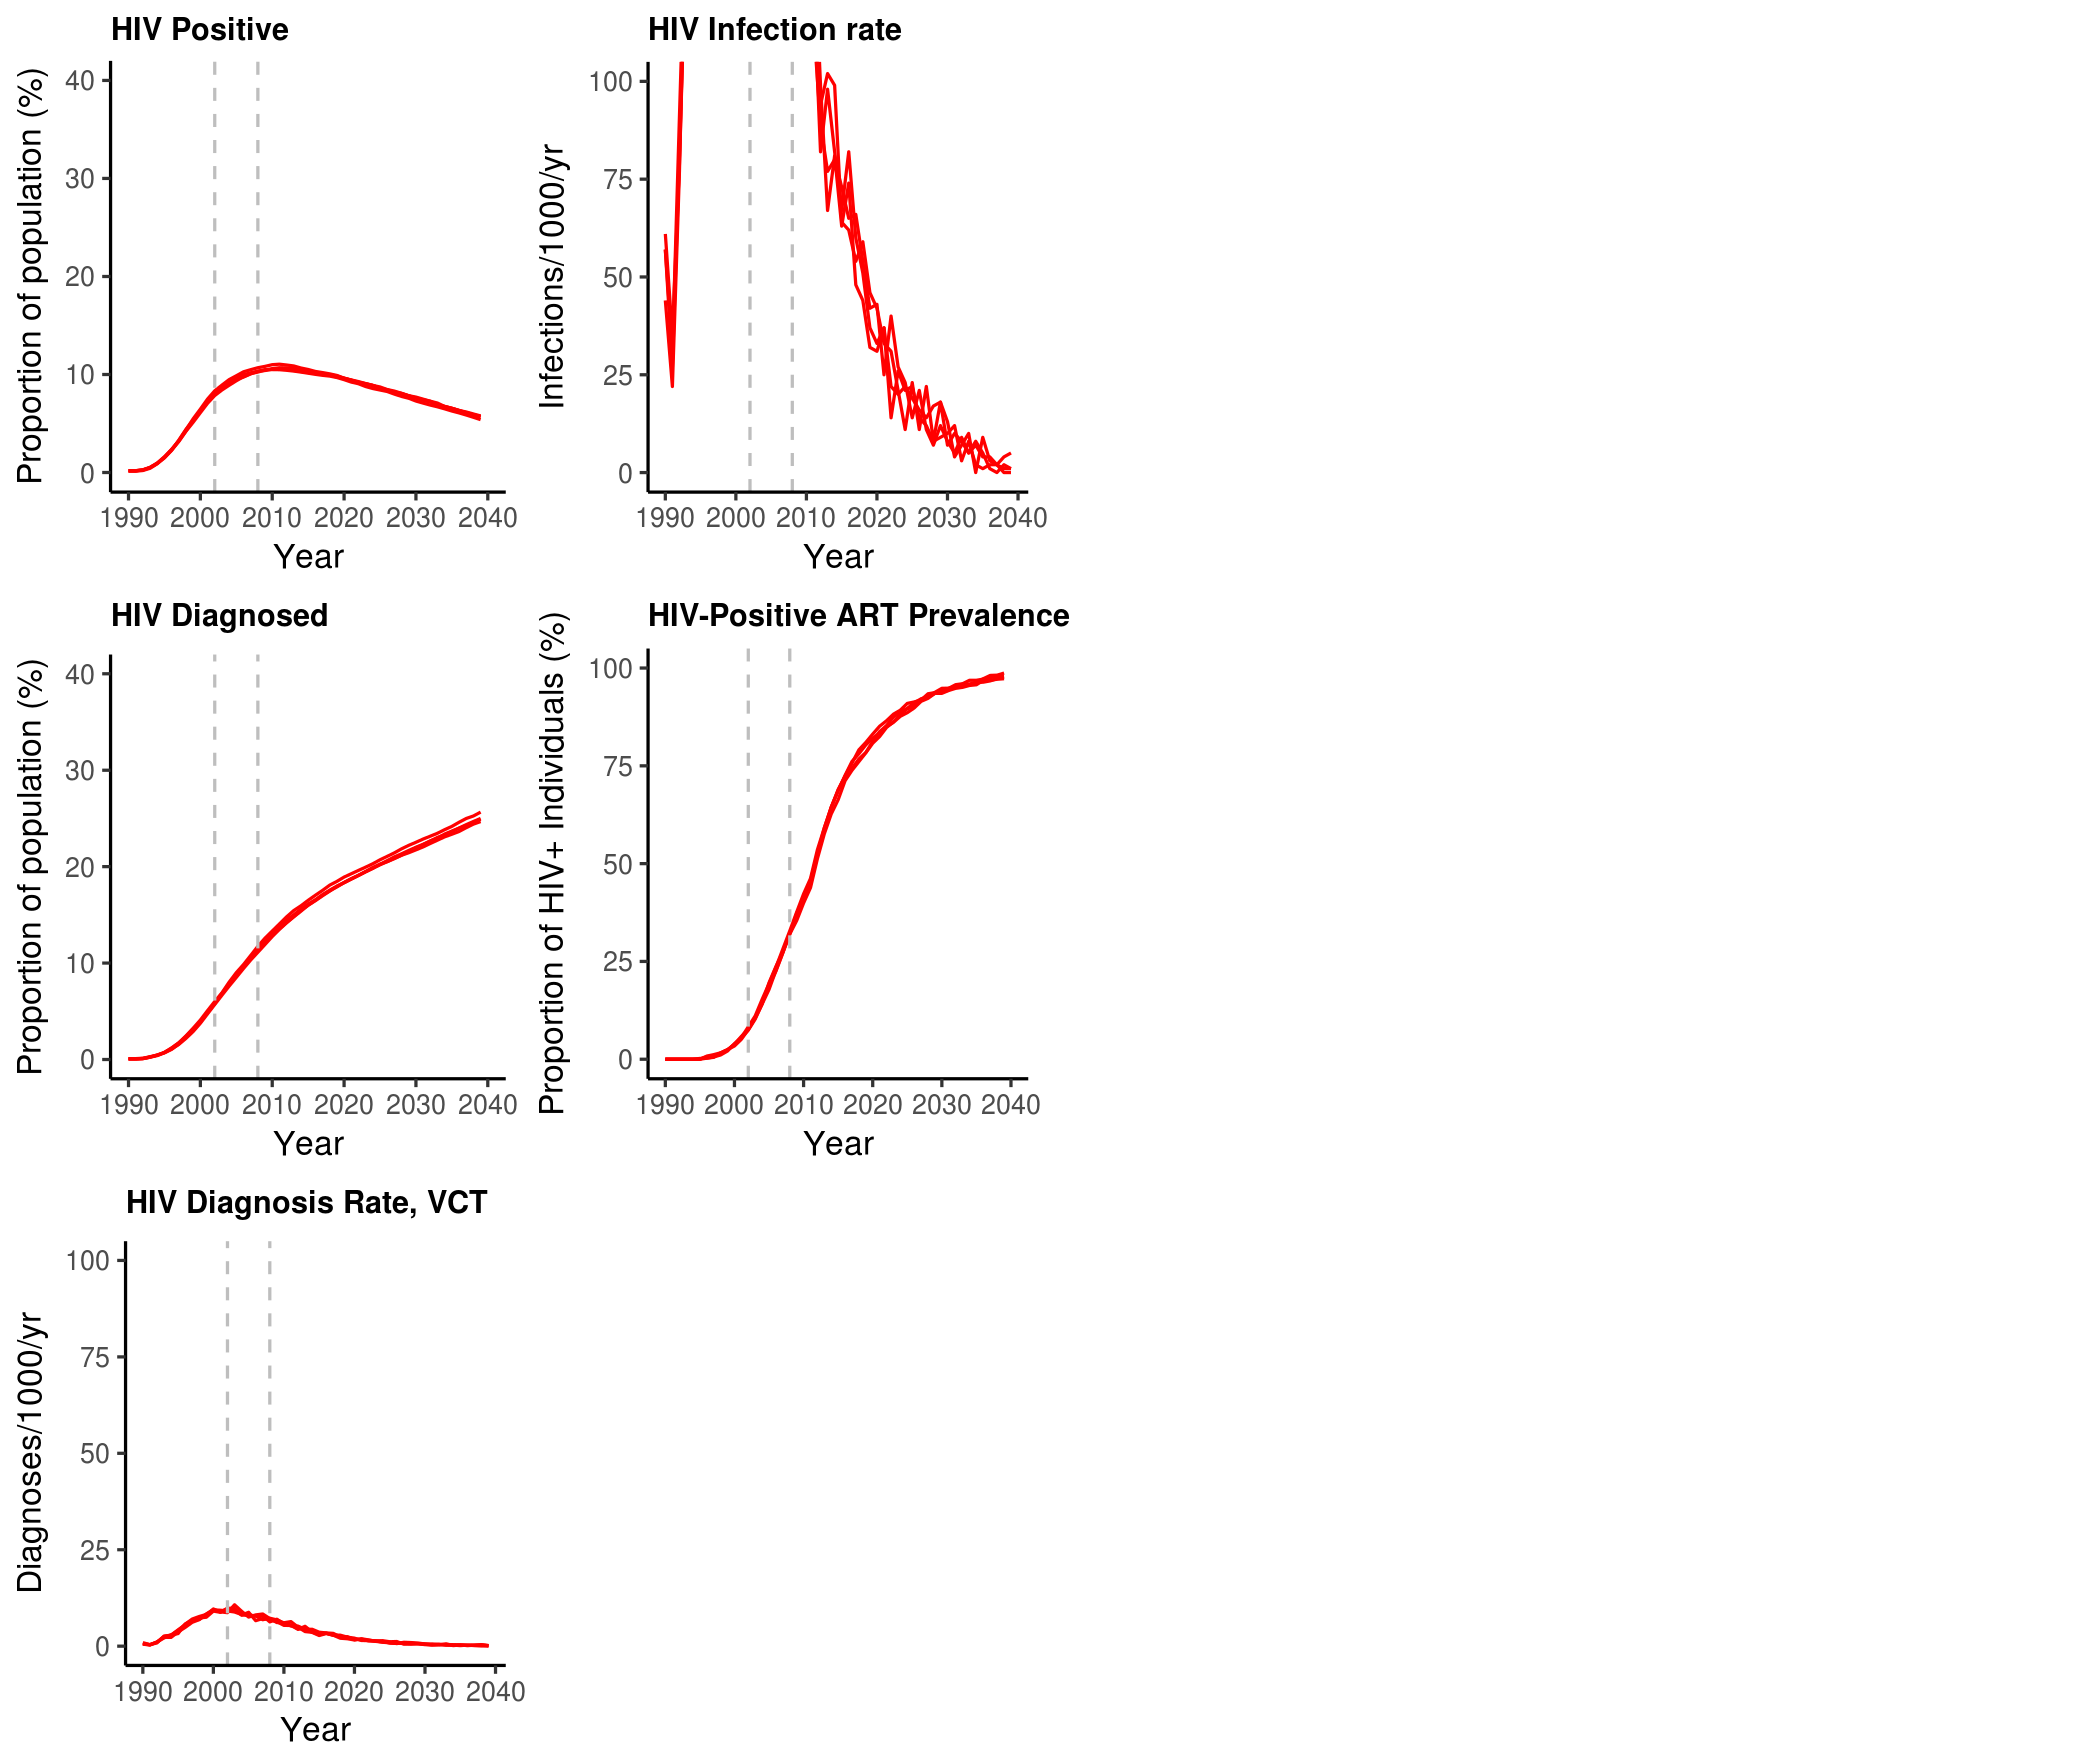 HIV Positive
Proportion of population (%)
40
30
20
10
0
1990 2000 2010 2020 2030 2040
Year
HIV Infection rate
Infections/1000/yr
100
75
50
25
0
1990 2000 2010 2020 2030 2040
Year
HIV Diagnosed
Proportion of population (%)
40
30
20
10
0
1990 2000 2010 2020 2030 2040
Year
HIV-Positive ART Prevalence
Proportion of HIV+ Individuals (%)
100
75
50
25
0
1990 2000 2010 2020 2030 2040
Year
HIV Diagnosis Rate, VCT
Diagnoses/1000/yr
100
75
50
25
0
1990 2000 2010 2020 2030 2040
Year